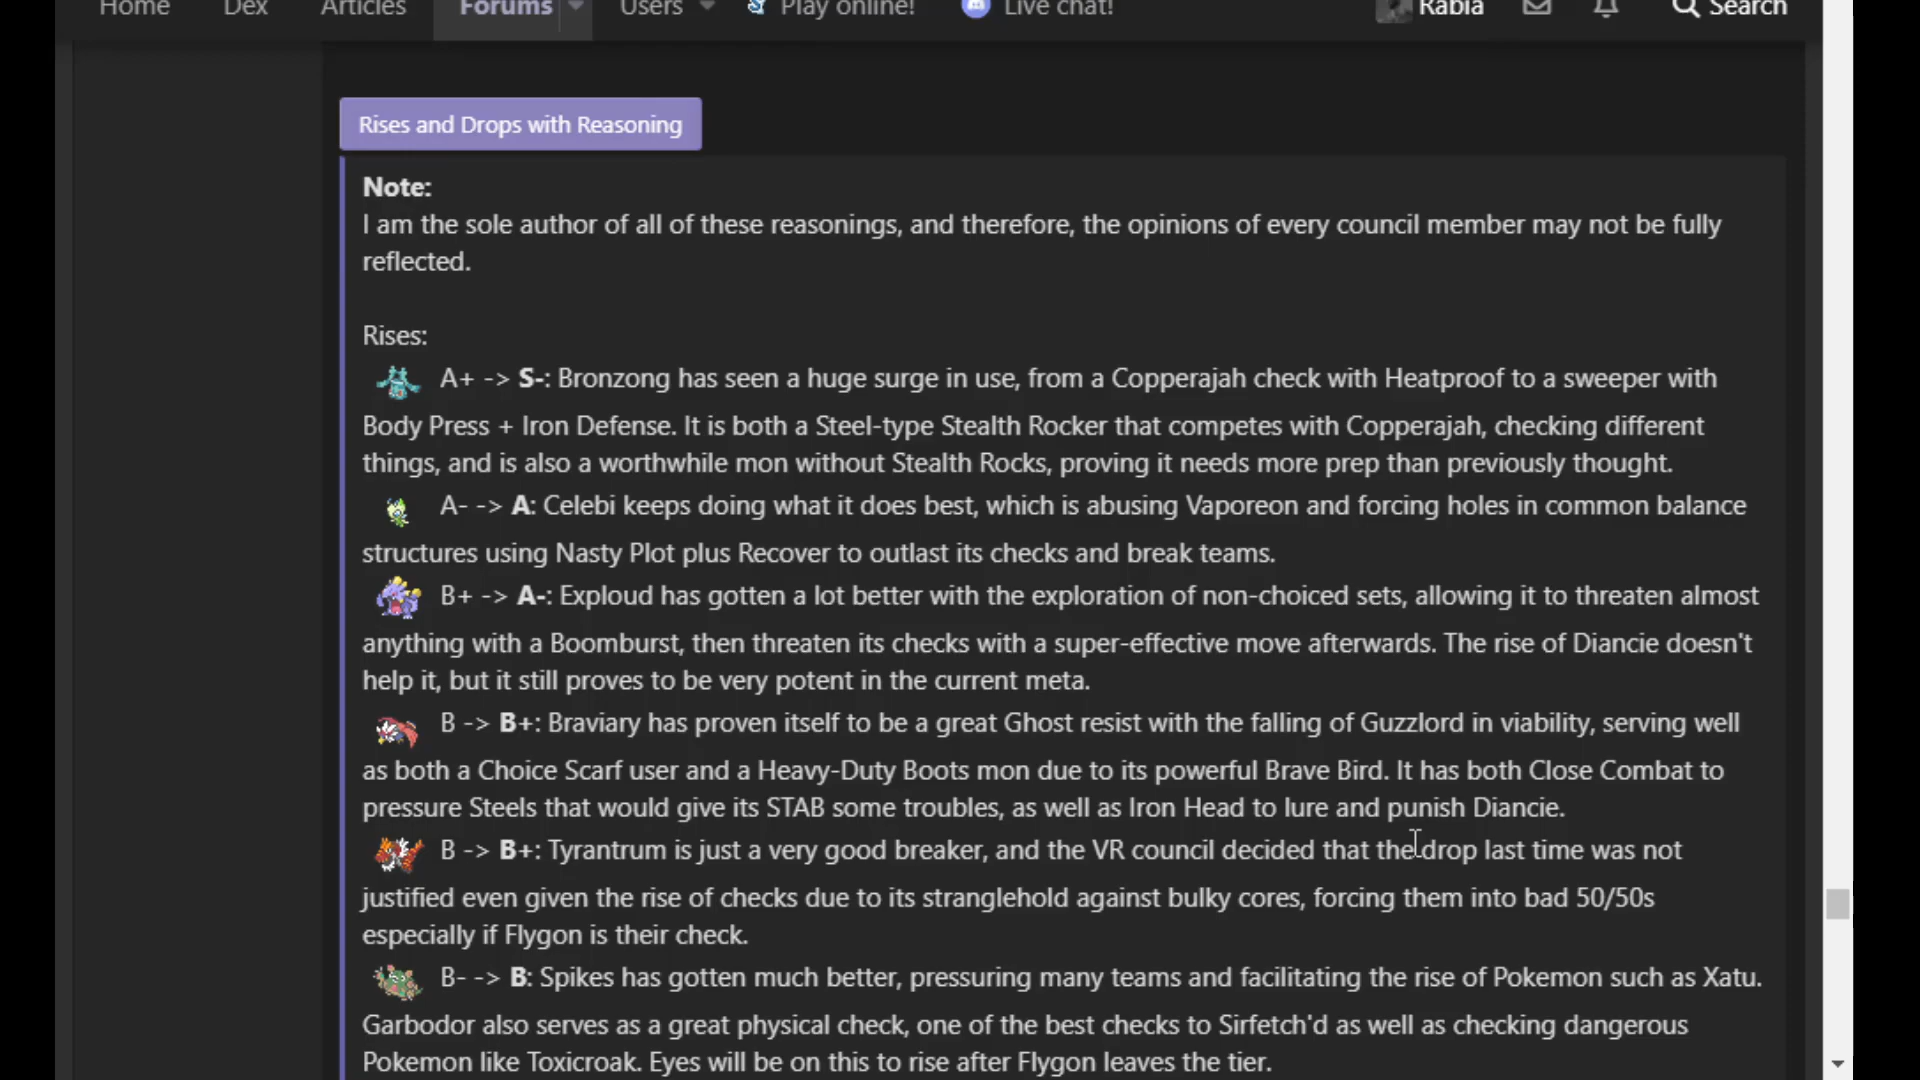 Home Dex Articles Forums Users Play online! Live chat! Rabia Search
Rises and Drops with Reasoning
Note:
I am the sole author of all of these reasonings, and therefore, the opinions of every council member may not be fully
reflected.
Rises:
A+ -> S-: Bronzong has seen a huge surge in use, from a Copperajah check with Heatproof to a sweeper with
Body Press + Iron Defense. It is both a Steel-type Stealth Rocker that competes with Copperajah, checking different
things, and is also a worthwhile mon without Stealth Rocks, proving it needs more prep than previously thought.
A- -> A: Celebi keeps doing what it does best, which is abusing Vaporeon and forcing holes in common balance
structures using Nasty Plot plus Recover to outlast its checks and break teams.
B+ -> A-: Exploud has gotten a lot better with the exploration of non-choiced sets, allowing it to threaten almost
anything with a Boomburst, then threaten its checks with a super-effective move afterwards. The rise of Diancie doesn't
help it, but it still proves to be very potent in the current meta.
B -> B+: Braviary has proven itself to be a great Ghost resist with the falling of Guzzlord in viability, serving well
as both a Choice Scarf user and a Heavy-Duty Boots mon due to its powerful Brave Bird. It has both Close Combat to
pressure Steels that would give its STAB some troubles, as well as Iron Head to lure and punish Diancie.
B -> B+: Tyrantrum is just a very good breaker, and the VR council decided that the drop last time was not
justified even given the rise of checks due to its stranglehold against bulky cores, forcing them into bad 50/50s
especially if Flygon is their check.
B- -> B: Spikes has gotten much better, pressuring many teams and facilitating the rise of Pokemon such as Xatu.
Garbodor also serves as a great physical check, one of the best checks to Sirfetch'd as well as checking dangerous
Pokemon like Toxicroak. Eyes will be on this to rise after Flygon leaves the tier.